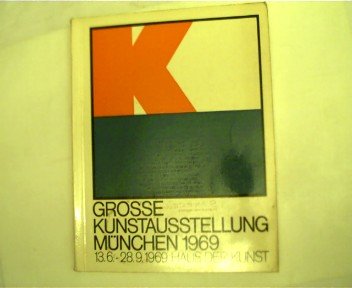 K
GROSSE
KUNSTAUSSTELLUNG
MÜNCHEN 1969
13.6.-28.9.1969 HAUS DER KUNST